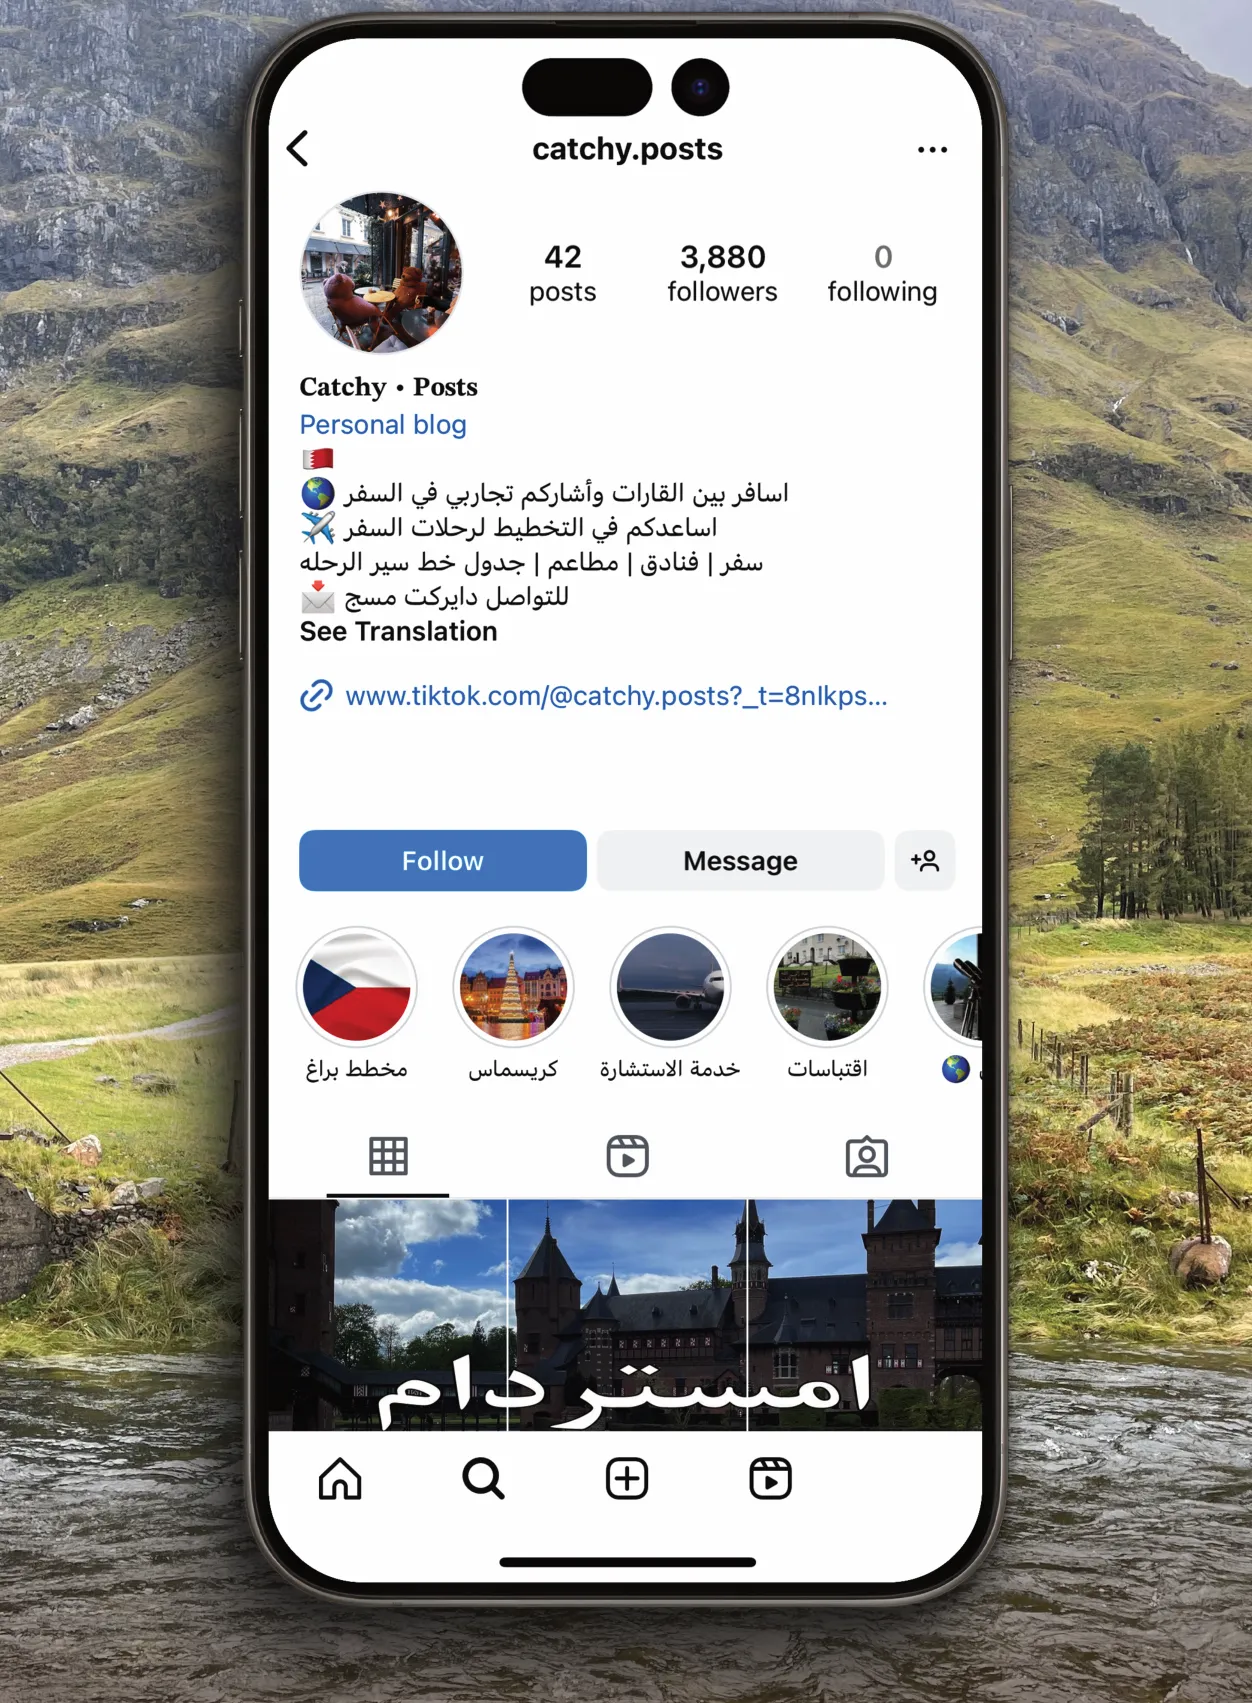 catchy.posts
42 posts
3,880 followers
0 following
Catchy • Posts
Personal blog
🇧🇭
اسافر بين القارات وأشاركم تجاربي في السفر 🌎
اساعدكم في التخطيط لرحلات السفر ✈️
سفر | فنادق | مطاعم | جدول خط سير الرحله
للتواصل دايركت مسج 📩
See Translation
www.tiktok.com/@catchy.posts?_t=8nIkps...
Follow
Message
مخطط براغ
كريسماس
خدمة الاستشارة
اقتباسات
امستردام